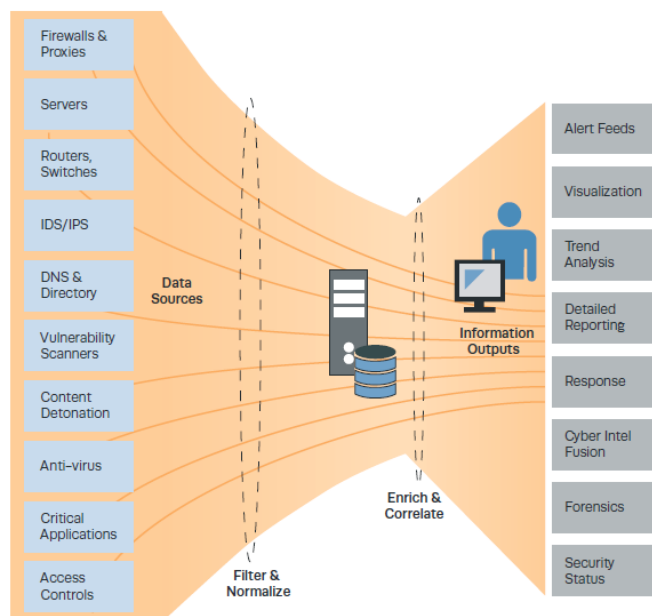 Firewalls &
Proxies
Servers
Routers,
Switches
IDS/IPS
DNS &
Directory
Vulnerability
Scanners
Content
Detonation
Anti-virus
Critical
Applications
Access
Controls
Data
Sources
Filter &
Normalize
Enrich &
Correlate
Information
Outputs
Alert Feeds
Visualization
Trend
Analysis
Detailed
Reporting
Response
Cyber Intel
Fusion
Forensics
Security
Status